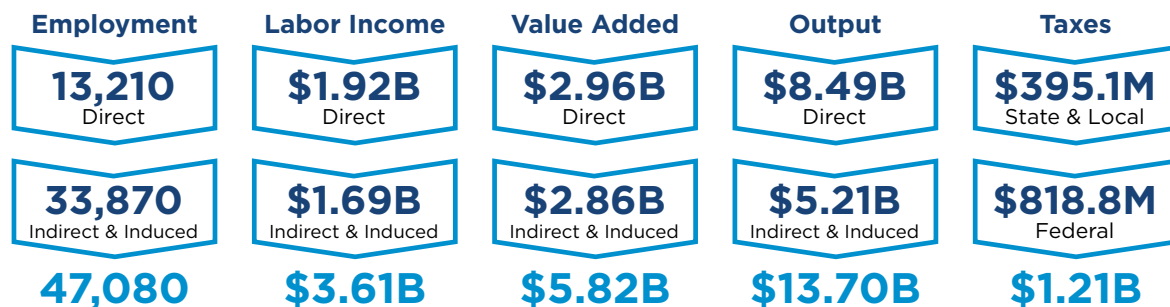 Employment Labor Income Value Added Output Taxes
13,210 $1.92B $2.96B $8.49B $395.1M
Direct Direct Direct Direct State & Local
33,870 $1.69B $2.86B $5.21B $818.8M
Indirect & Induced Indirect & Induced Indirect & Induced Indirect & Induced Federal
47,080 $3.61B $5.82B $13.70B $1.21B